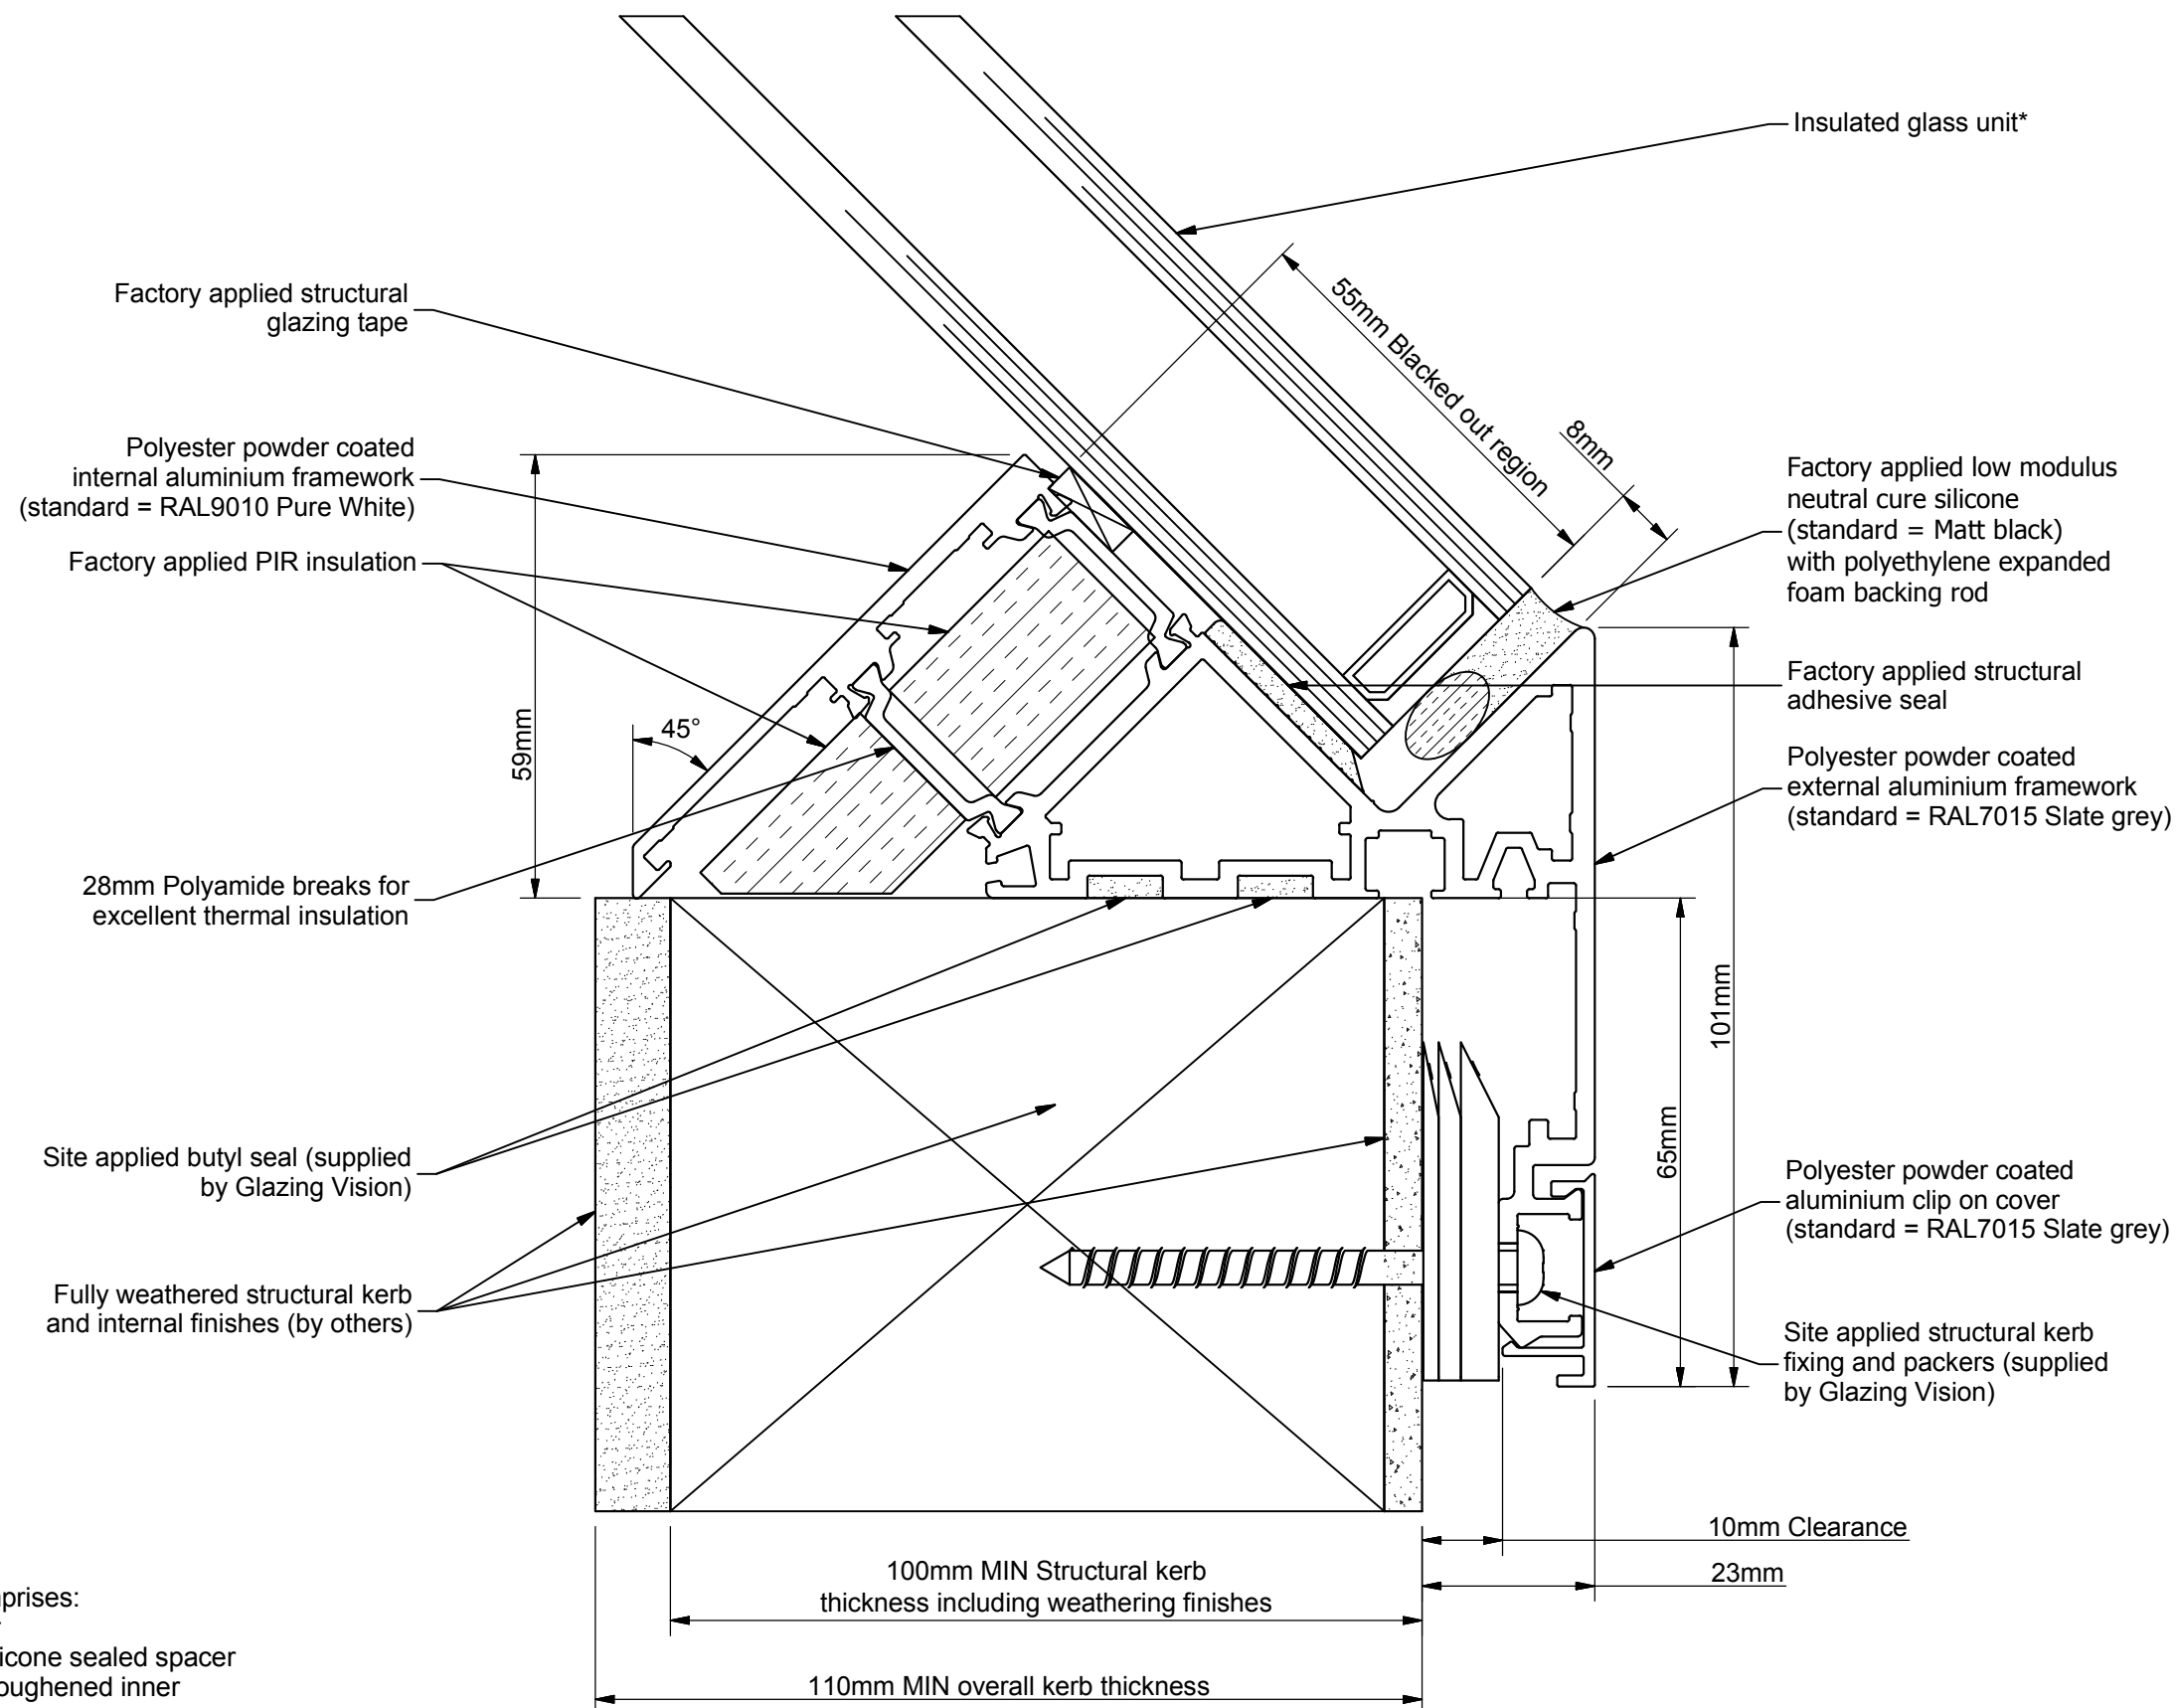 Insulated glass unit*
Factory applied structural
glazing tape
55mm Blacked out region
8mm
Polyester powder coated
internal aluminium framework
(standard = RAL9010 Pure White)
Factory applied low modulus
neutral cure silicone
(standard = Matt black)
with polyethylene expanded
foam backing rod
Factory applied PIR insulation
Factory applied structural
adhesive seal
45°
59mm
Polyester powder coated
external aluminium framework
(standard = RAL7015 Slate grey)
28mm Polyamide breaks for
excellent thermal insulation
101mm
65mm
Site applied butyl seal (supplied
by Glazing Vision)
Polyester powder coated
aluminium clip on cover
(standard = RAL7015 Slate grey)
Fully weathered structural kerb
and internal finishes (by others)
Site applied structural kerb
fixing and packers (supplied
by Glazing Vision)
10mm Clearance
23mm
100mm MIN Structural kerb
thickness including weathering finishes
110mm MIN overall kerb thickness
prises:
sealed spacer
inner